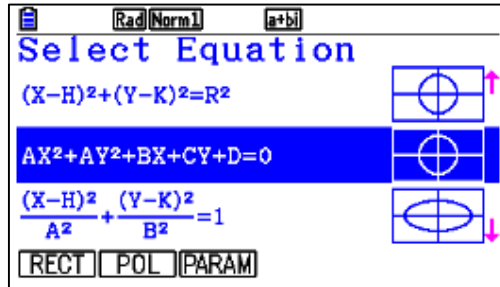 Rad Norm1 a+bi
Select Equation
(X-H)²+(Y-K)²=R²
AX²+AY²+BX+CY+D=0
(X-H)²/A²+(Y-K)²/B²=1
RECT POL PARAM